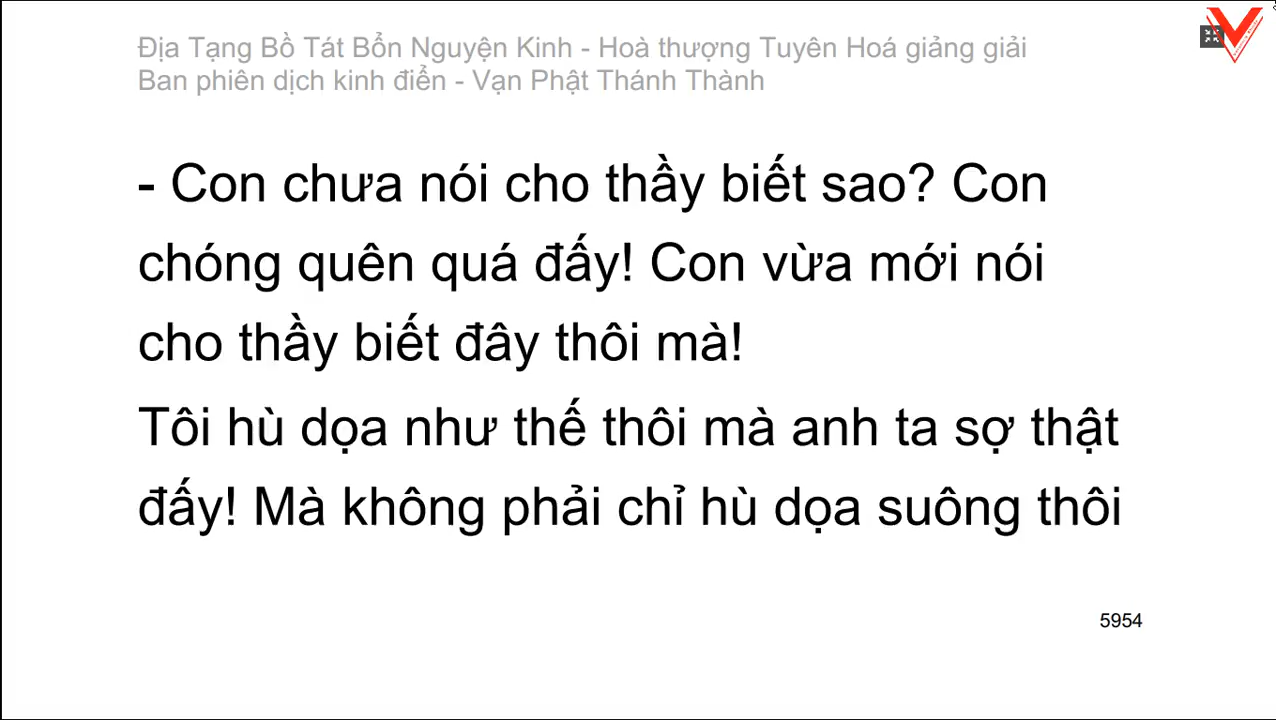 Địa Tạng Bồ Tát Bổn Nguyện Kinh - Hoà thượng Tuyên Hoá giảng giải
Ban phiên dịch kinh điển - Vạn Phật Thánh Thành
- Con chưa nói cho thầy biết sao? Con
chóng quên quá đấy! Con vừa mới nói
cho thầy biết đây thôi mà!
Tôi hù dọa như thế thôi mà anh ta sợ thật
đấy! Mà không phải chỉ hù dọa suông thôi
5954